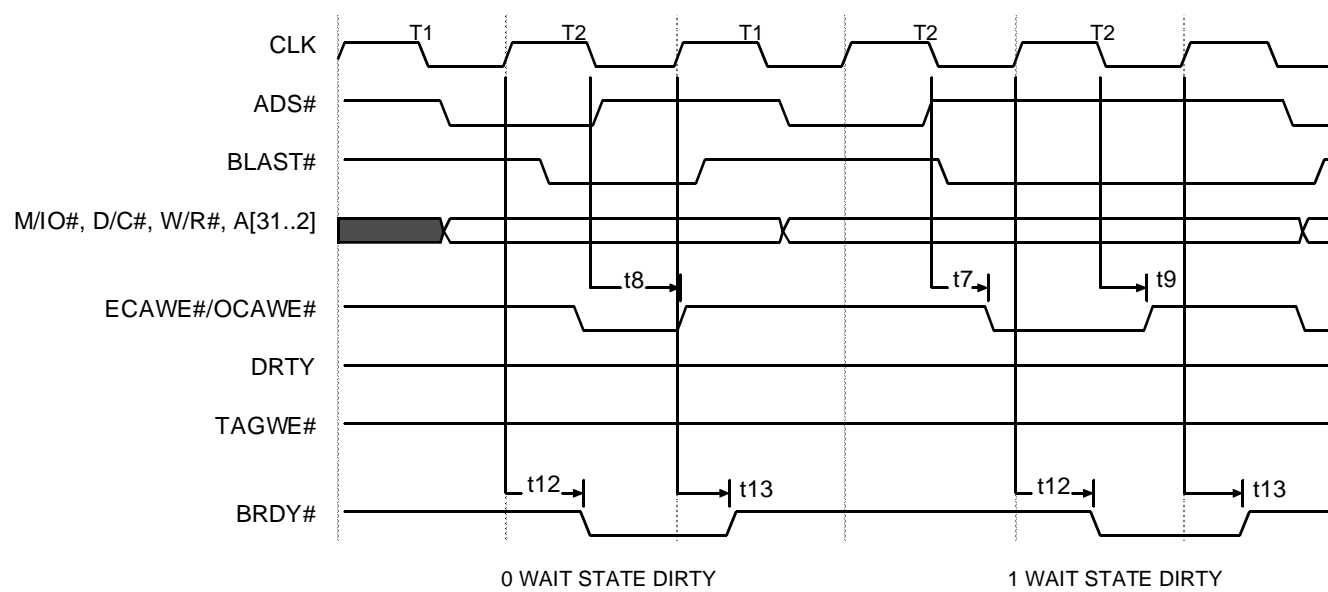 T1 T2 T1 T2 T2
CLK
ADS#
BLAST#
M/IO#, D/C#, W/R#, A[31..2]
t8 t7 t9
ECAWE#/OCAWE#
DRTY
TAGWE#
t12 t13 t12 t13
BRDY#
0 WAIT STATE DIRTY 1 WAIT STATE DIRTY